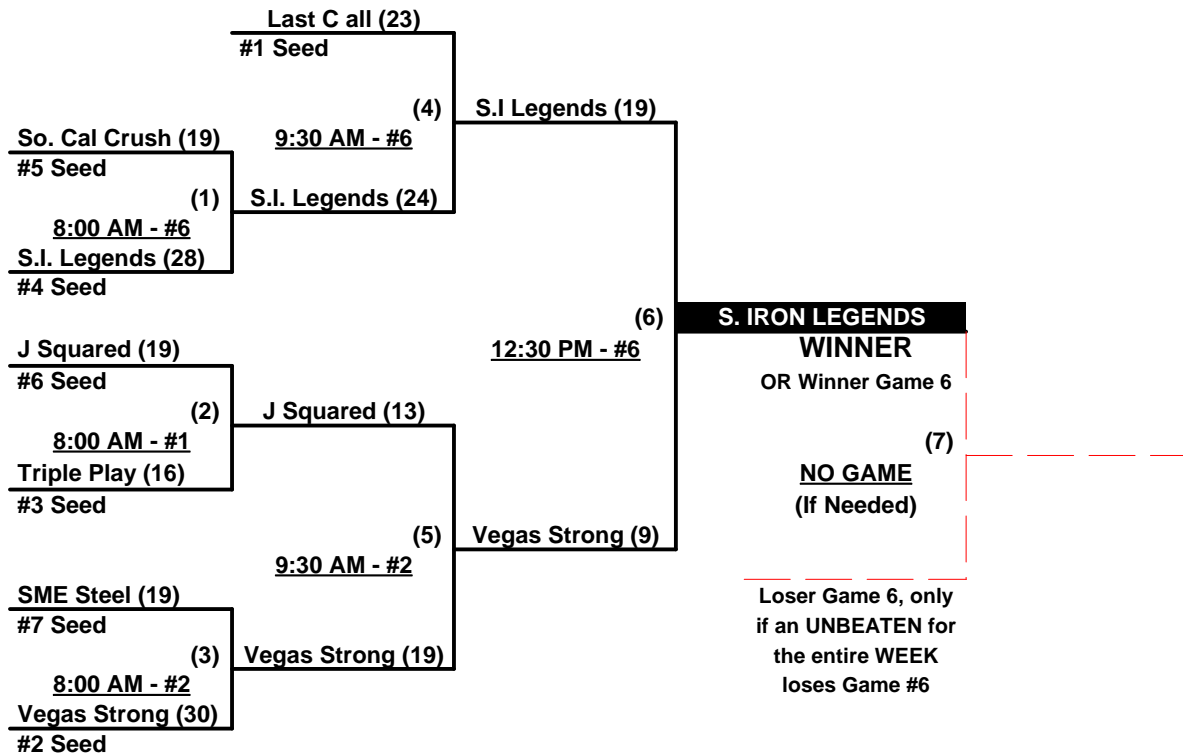 Last C all (23)
#1 Seed
(4)
9:30 AM - #6
S.I Legends (19)
So. Cal Crush (19)
#5 Seed
(1)
8:00 AM - #6
S.I. Legends (24)
S.I. Legends (28)
#4 Seed
(6)
12:30 PM - #6
S. IRON LEGENDS
WINNER
OR Winner Game 6
J Squared (19)
#6 Seed
(2)
8:00 AM - #1
J Squared (13)
Triple Play (16)
#3 Seed
(7)
NO GAME
(If Needed)
(5)
9:30 AM - #2
Vegas Strong (9)
SME Steel (19)
#7 Seed
(3)
8:00 AM - #2
Vegas Strong (19)
Vegas Strong (30)
#2 Seed
Loser Game 6, only
if an UNBEATEN for
the entire WEEK
loses Game #6